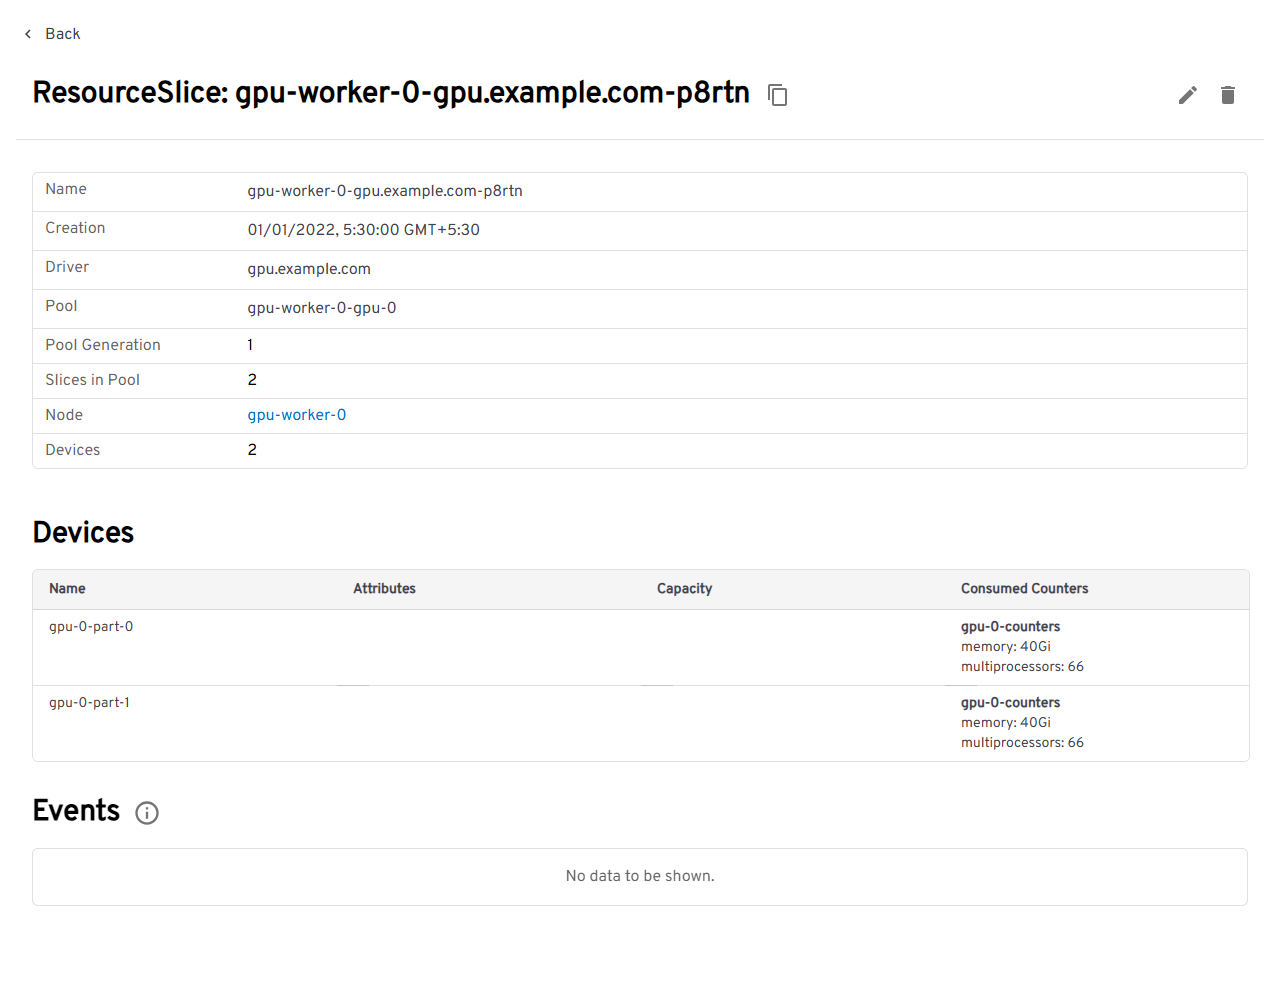 Back
ResourceSlice: gpu-worker-0-gpu.example.com-p8rtn
Name gpu-worker-0-gpu.example.com-p8rtn
Creation 01/01/2022, 5:30:00 GMT+5:30
Driver gpu.example.com
Pool gpu-worker-0-gpu-0
Pool Generation 1
Slices in Pool 2
Node gpu-worker-0
Devices 2
Devices
Name Attributes Capacity Consumed Counters
gpu-0-part-0 gpu-0-counters
memory: 40Gi
multiprocessors: 66
gpu-0-part-1 gpu-0-counters
memory: 40Gi
multiprocessors: 66
Events
No data to be shown.